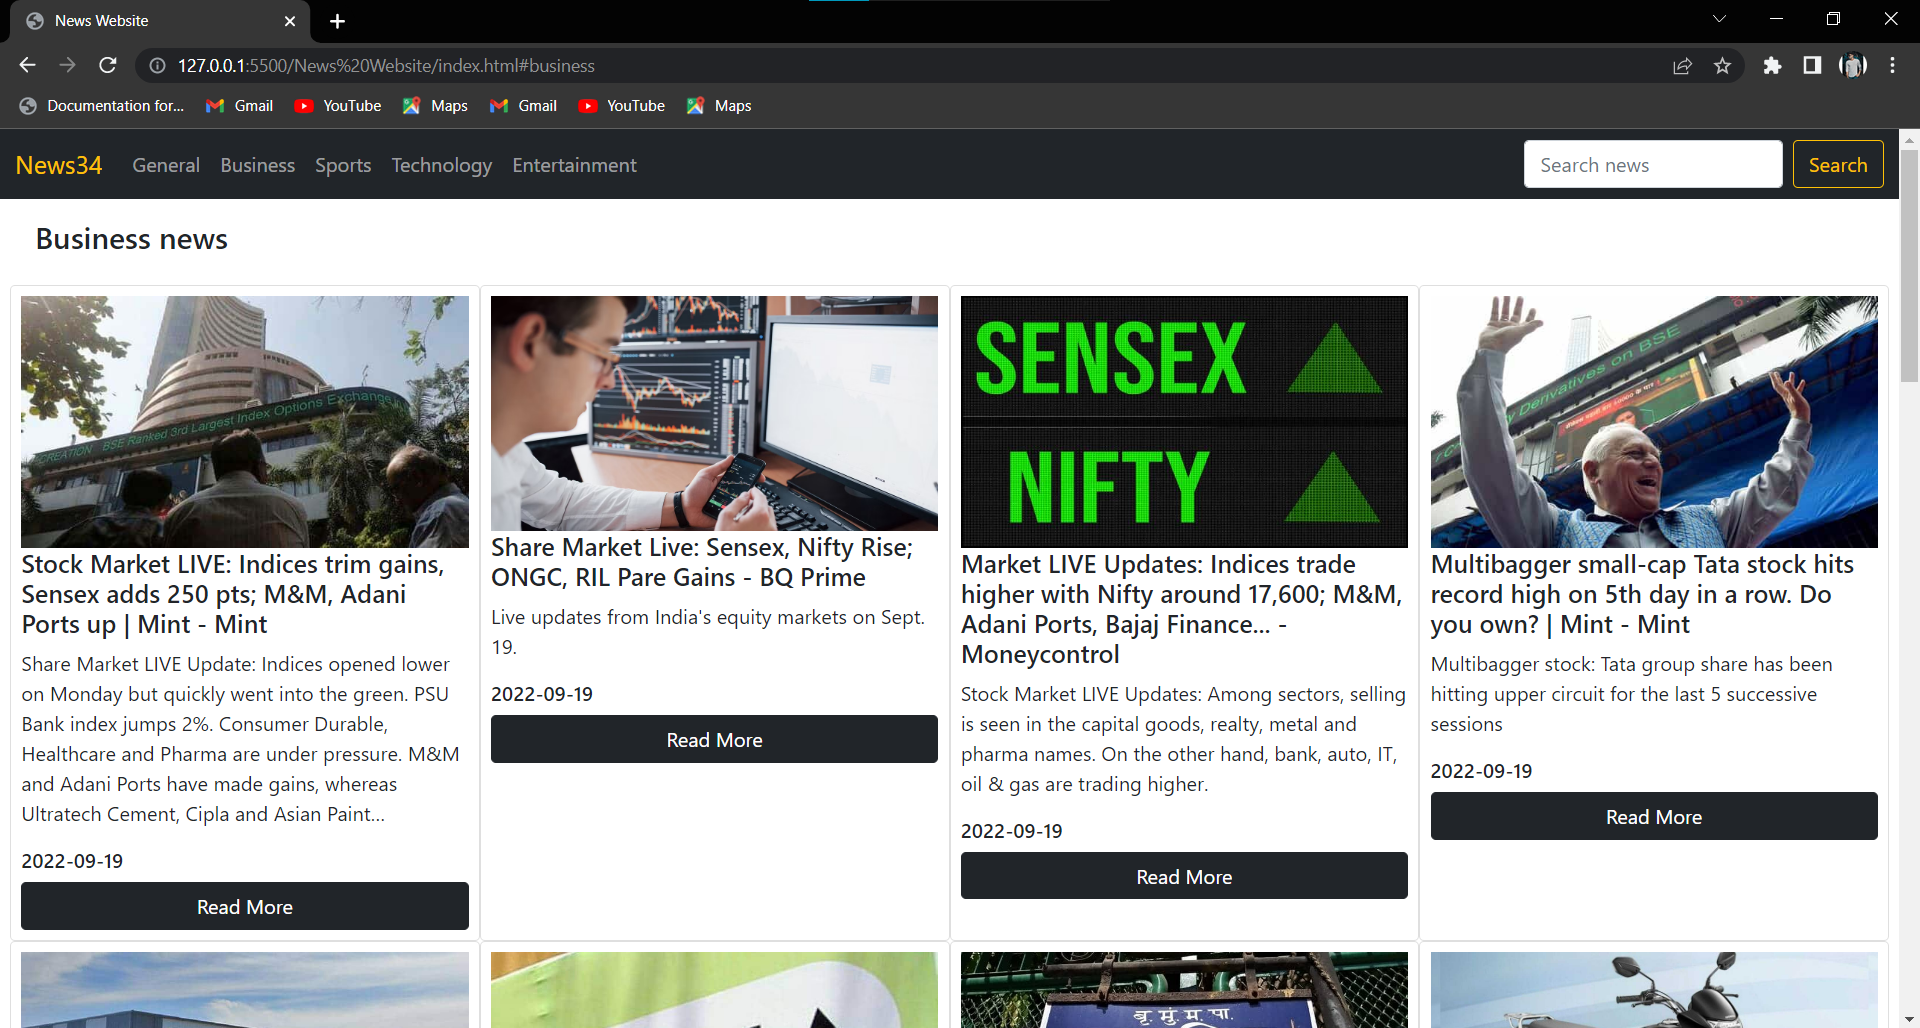 News Website
127.0.0.1:5500/News%20Website/index.html#business
Documentation for... Gmail YouTube Maps Gmail YouTube Maps
News34 General Business Sports Technology Entertainment Search news Search
Business news
CREATION BSE Ranked 3rd Largest Index Options Exchange
Stock Market LIVE: Indices trim gains,
Sensex adds 250 pts; M&M, Adani
Ports up | Mint - Mint
Share Market LIVE Update: Indices opened lower
on Monday but quickly went into the green. PSU
Bank index jumps 2%. Consumer Durable,
Healthcare and Pharma are under pressure. M&M
and Adani Ports have made gains, whereas
Ultratech Cement, Cipla and Asian Paint...
2022-09-19
Read More
Share Market Live: Sensex, Nifty Rise;
ONGC, RIL Pare Gains - BQ Prime
Live updates from India's equity markets on Sept.
19.
2022-09-19
Read More
SENSEX
NIFTY
Market LIVE Updates: Indices trade
higher with Nifty around 17,600; M&M,
Adani Ports, Bajaj Finance... -
Moneycontrol
Stock Market LIVE Updates: Among sectors, selling
is seen in the capital goods, realty, metal and
pharma names. On the other hand, bank, auto, IT,
oil & gas are trading higher.
2022-09-19
Read More
Derivatives on BSE
Multibagger small-cap Tata stock hits
record high on 5th day in a row. Do
you own? | Mint - Mint
Multibagger stock: Tata group share has been
hitting upper circuit for the last 5 successive
sessions
2022-09-19
Read More
बृ.मुं.म.पा.